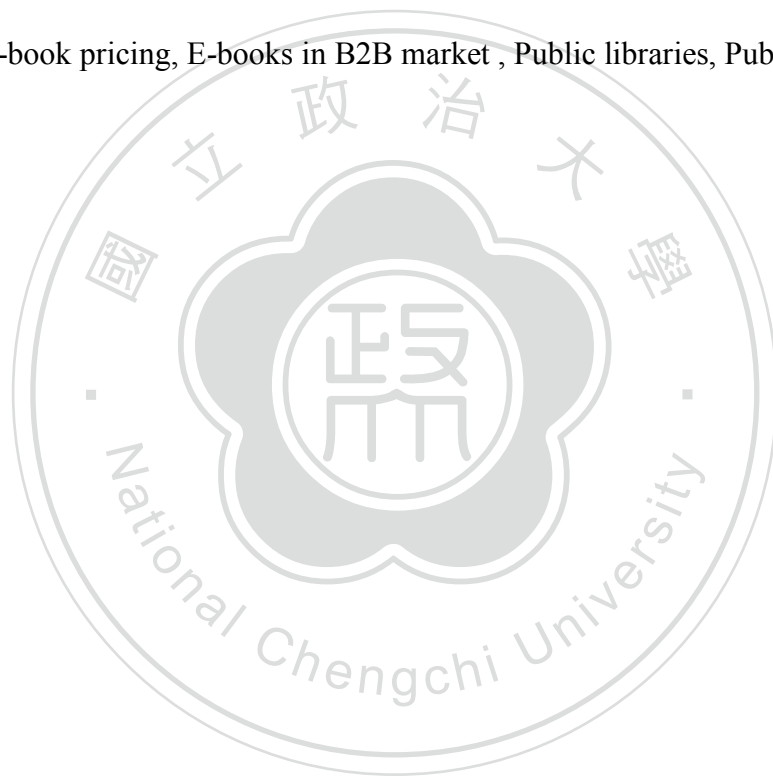 -book pricing, E-books in B2B market , Public libraries, Pub
國立政治大學
政
National Chengchi University